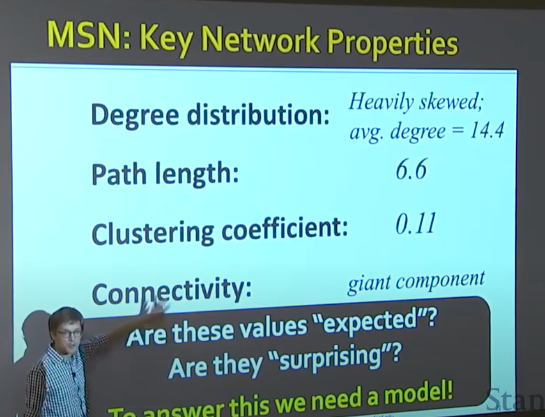 MSN: Key Network Properties
Degree distribution: Heavily skewed;
avg. degree = 14.4
Path length: 6.6
Clustering coefficient: 0.11
Connectivity: giant component
Are these values "expected"?
Are they "surprising"?
To answer this we need a model!
Stan